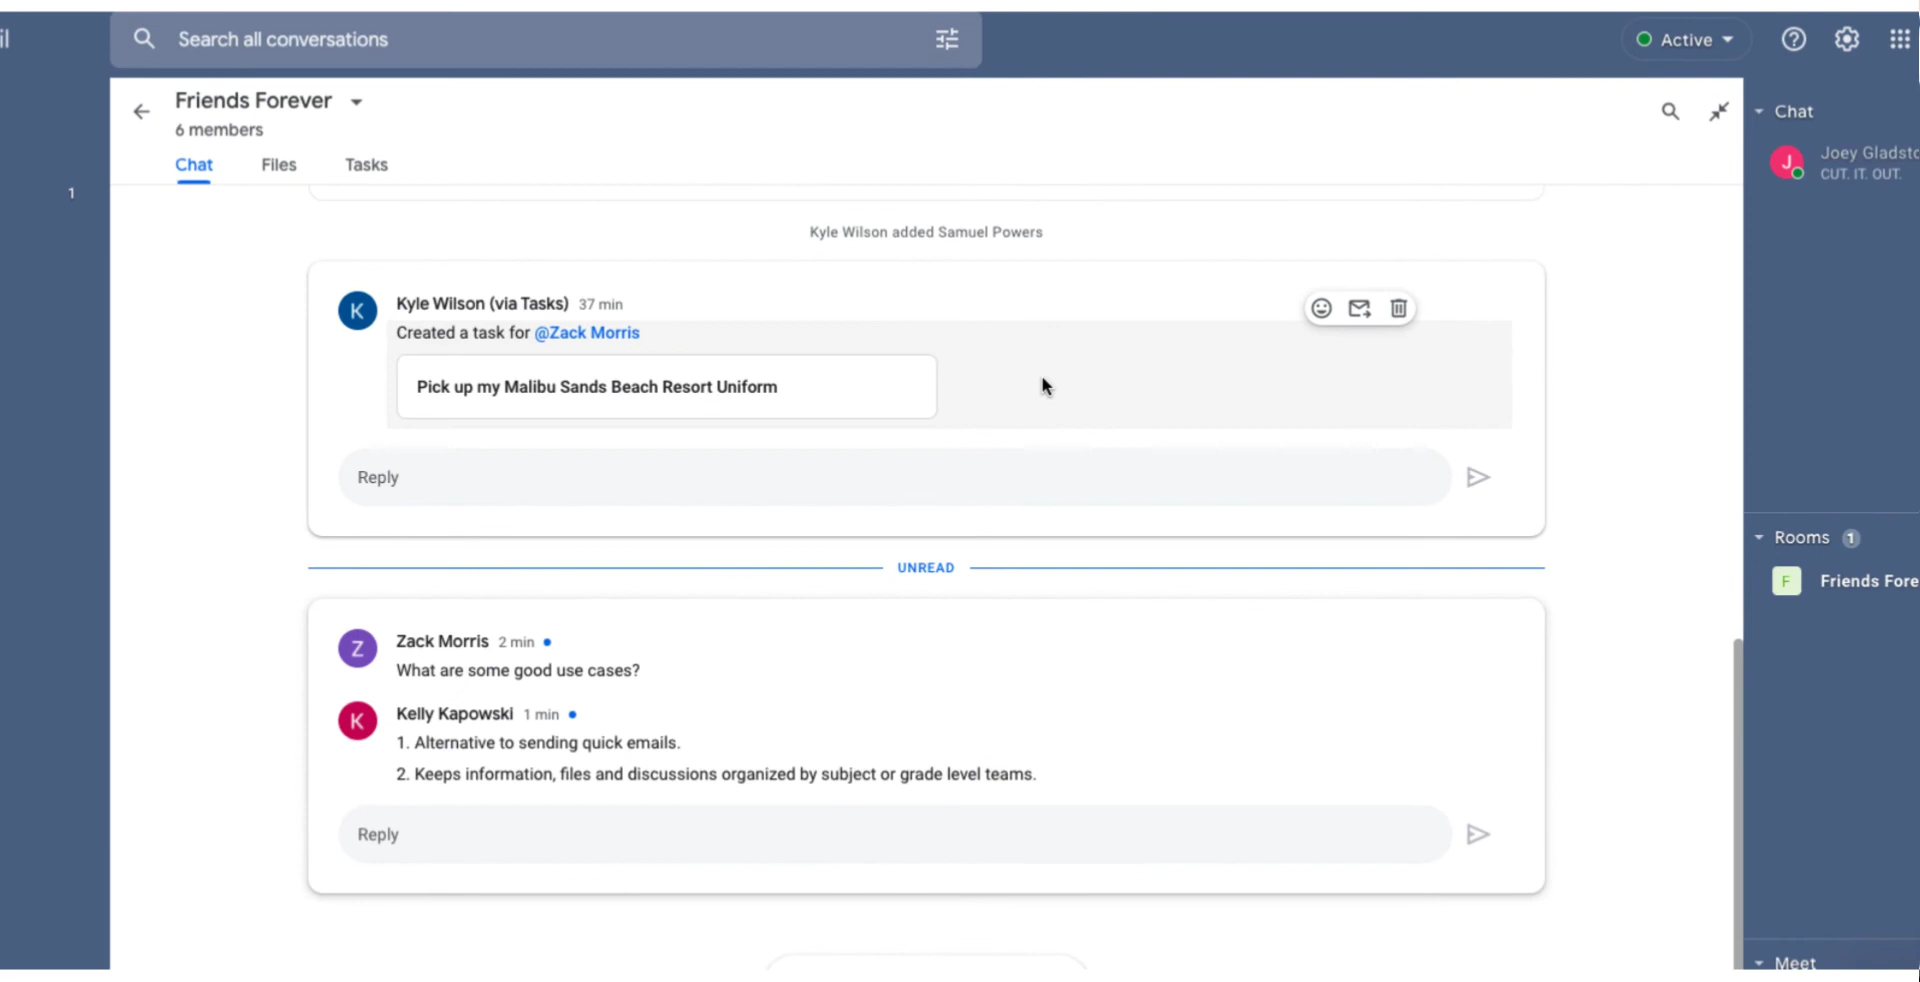 il
Search all conversations
Active
Friends Forever
6 members
Chat
Files
Tasks
1
Kyle Wilson added Samuel Powers
K
Kyle Wilson (via Tasks) 37 min
Created a task for @Zack Morris
Pick up my Malibu Sands Beach Resort Uniform
Reply
UNREAD
Z
Zack Morris 2 min
What are some good use cases?
K
Kelly Kapowski 1 min
1. Alternative to sending quick emails.
2. Keeps information, files and discussions organized by subject or grade level teams.
Reply
Chat
J
Joey Gladsto
CUT. IT. OUT.
Rooms 1
F
Friends Fore
Meet